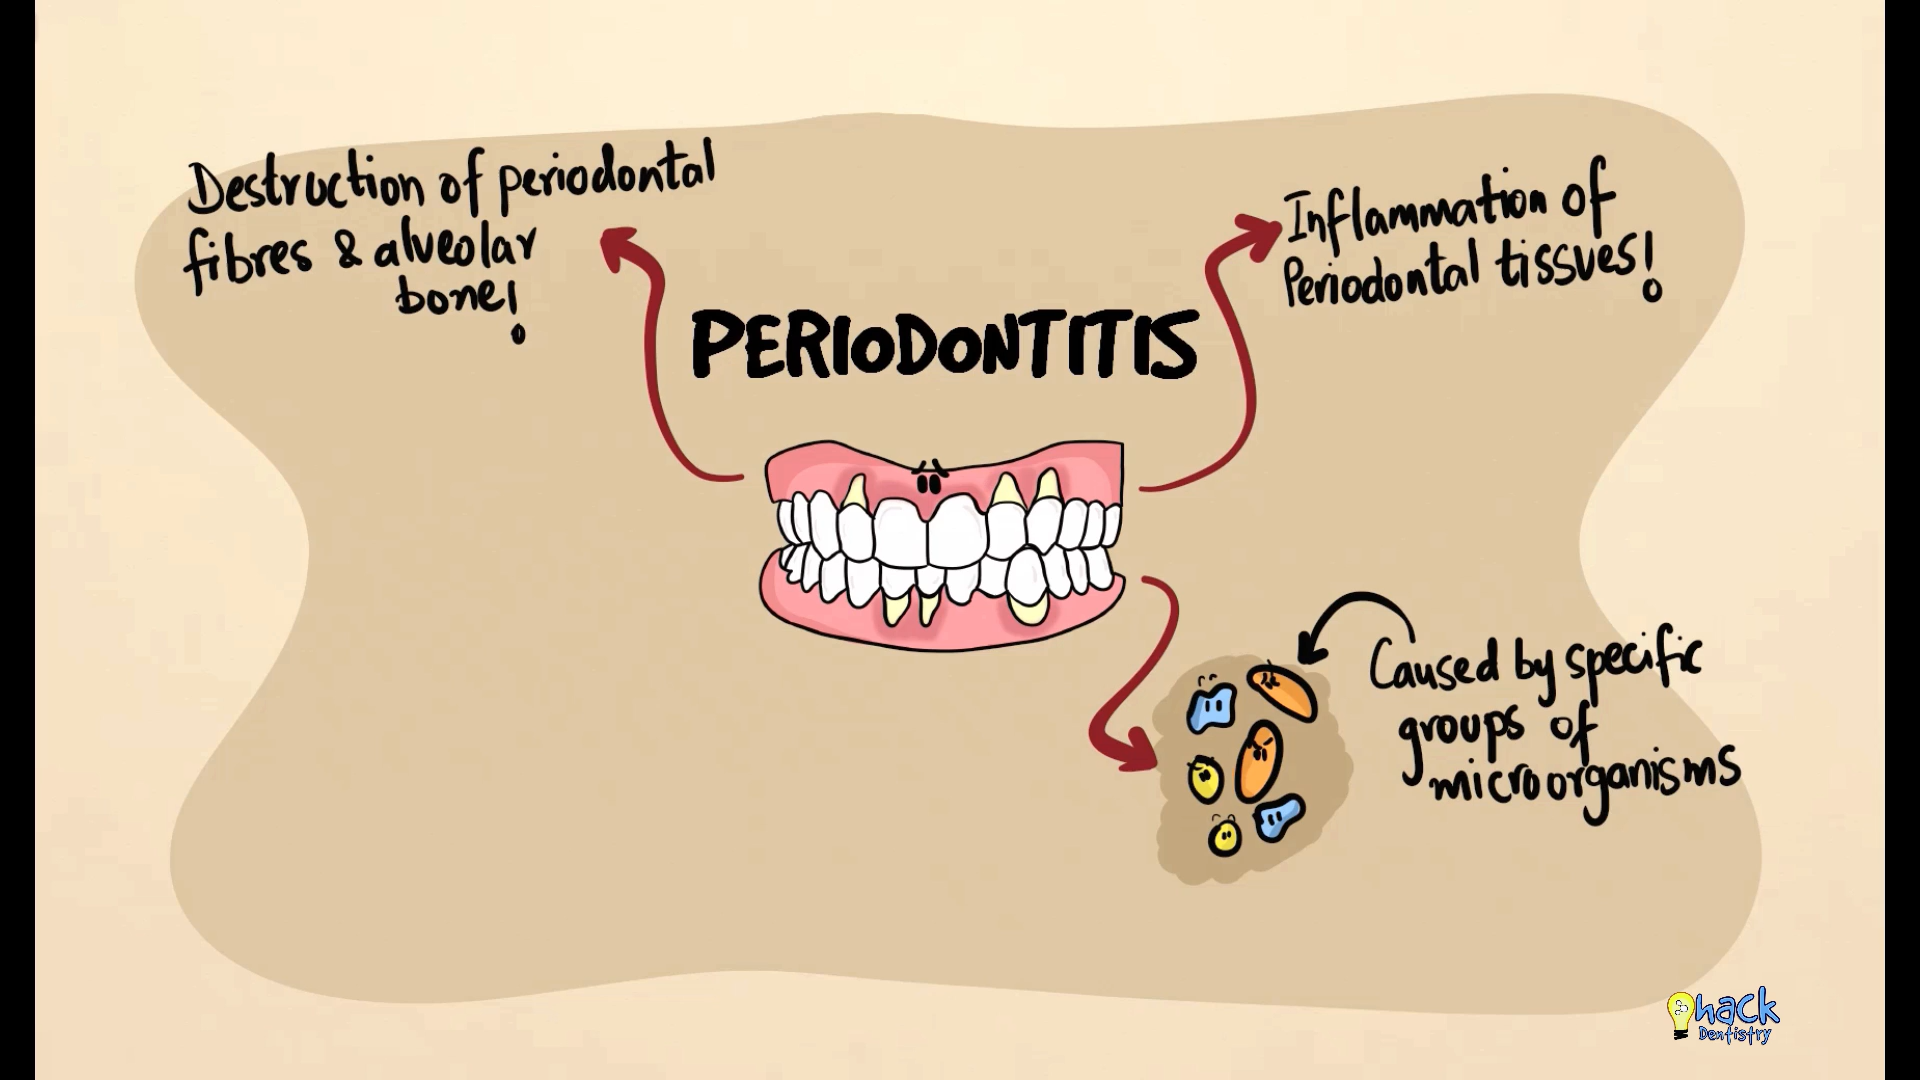 Destruction of periodontal
fibres & alveolar
bone!
Inflammation of
Periodontal tissues!
PERIODONTITIS
Caused by specific
groups of
microorganisms
hack
Dentistry